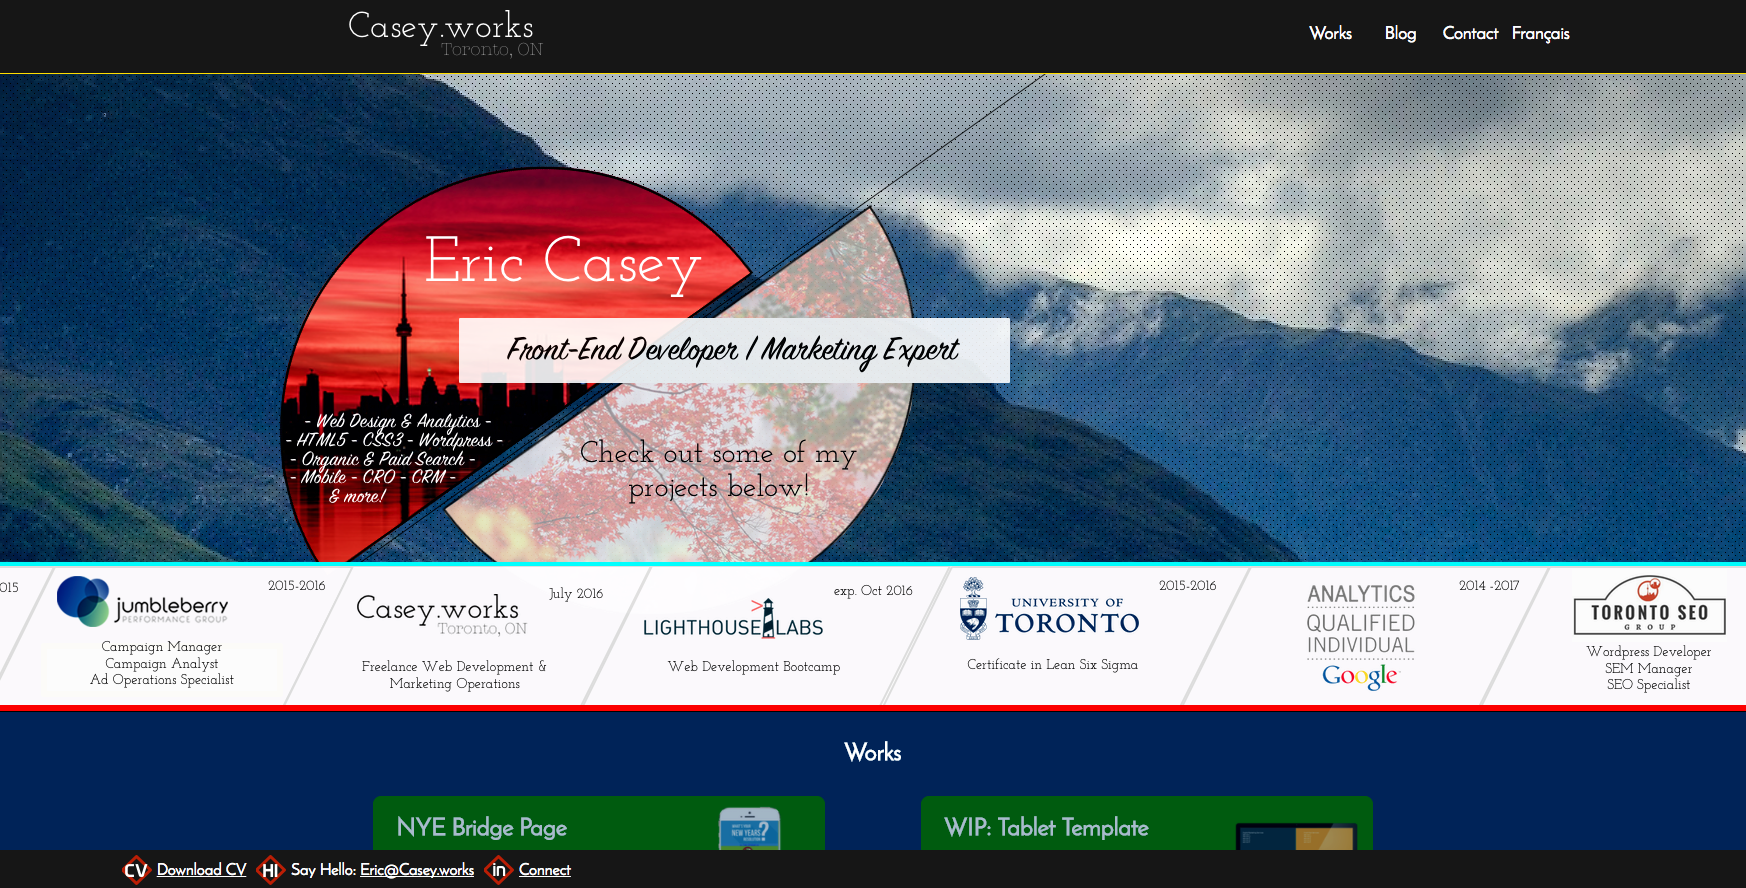 Casey.works
Toronto, ON
Works Blog Contact Français
Eric Casey
Front-End Developer / Marketing Expert
- Web Design & Analytics -
- HTML5 - CSS3 - Wordpress -
- Organic & Paid Search -
- Mobile - CRO - CRM -
& more!
Check out some of my
projects below!
015
jumbleberry
PERFORMANCE GROUP
2015-2016
Campaign Manager
Campaign Analyst
Ad Operations Specialist
Casey.works
Toronto, ON
July 2016
Freelance Web Development &
Marketing Operations
LIGHTHOUSE LABS
exp. Oct 2016
Web Development Bootcamp
UNIVERSITY OF
TORONTO
2015-2016
Certificate in Lean Six Sigma
ANALYTICS
QUALIFIED
INDIVIDUAL
Google
2014 -2017
TORONTO SEO
GROUP
Wordpress Developer
SEM Manager
SEO Specialist
Works
NYE Bridge Page
NEW YEARS
?
WIP: Tablet Template
CV Download CV HI Say Hello: Eric@Casey.works in Connect